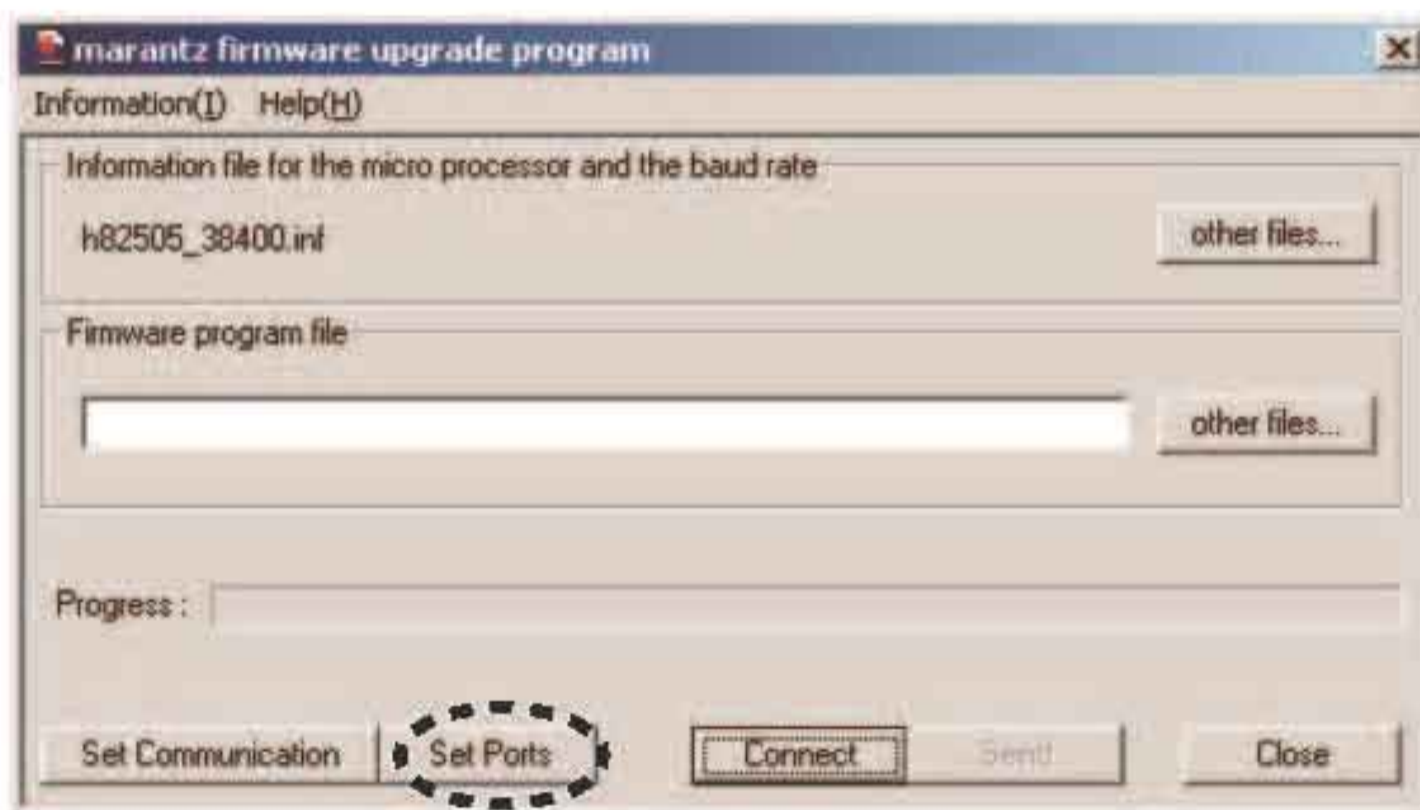 marantz firmware upgrade program
Information(I) Help(H)
Information file for the micro processor and the baud rate
h82505_38400.inf
other files...
Firmware program file
other files...
Progress :
Set Communication Set Ports Connect Send! Close